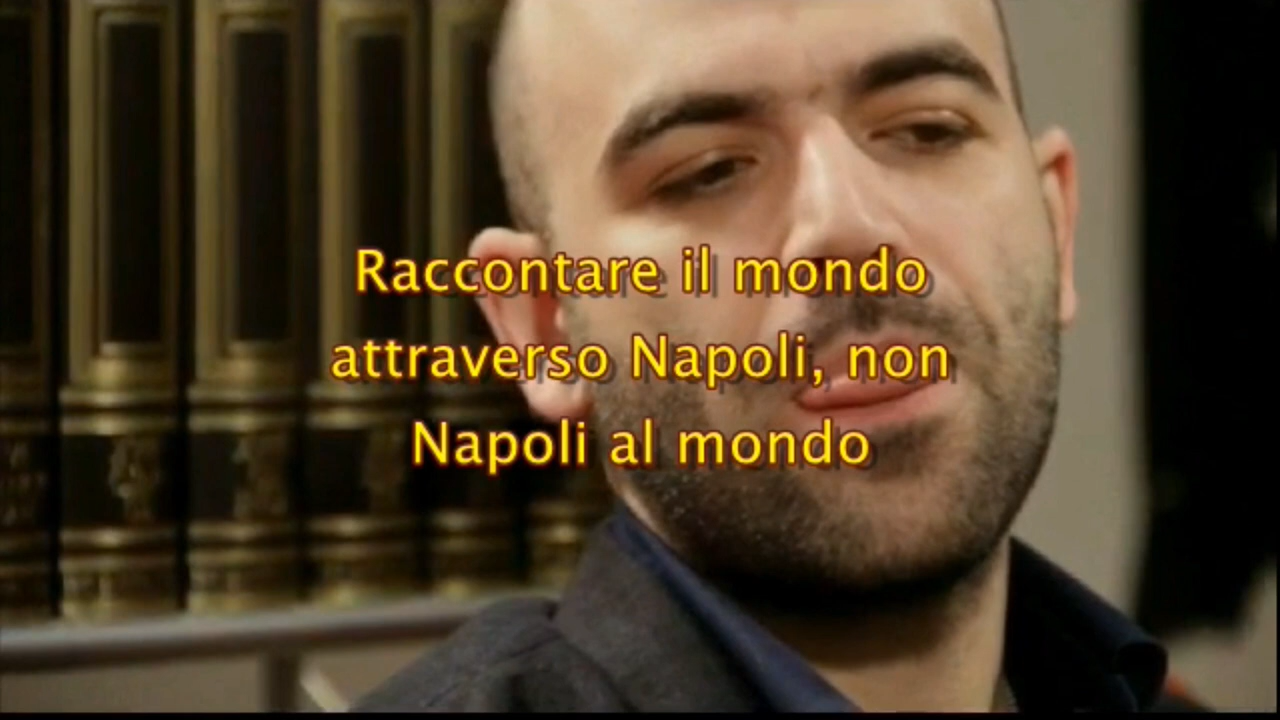 Raccontare il mondo
attraverso Napoli, non
Napoli al mondo